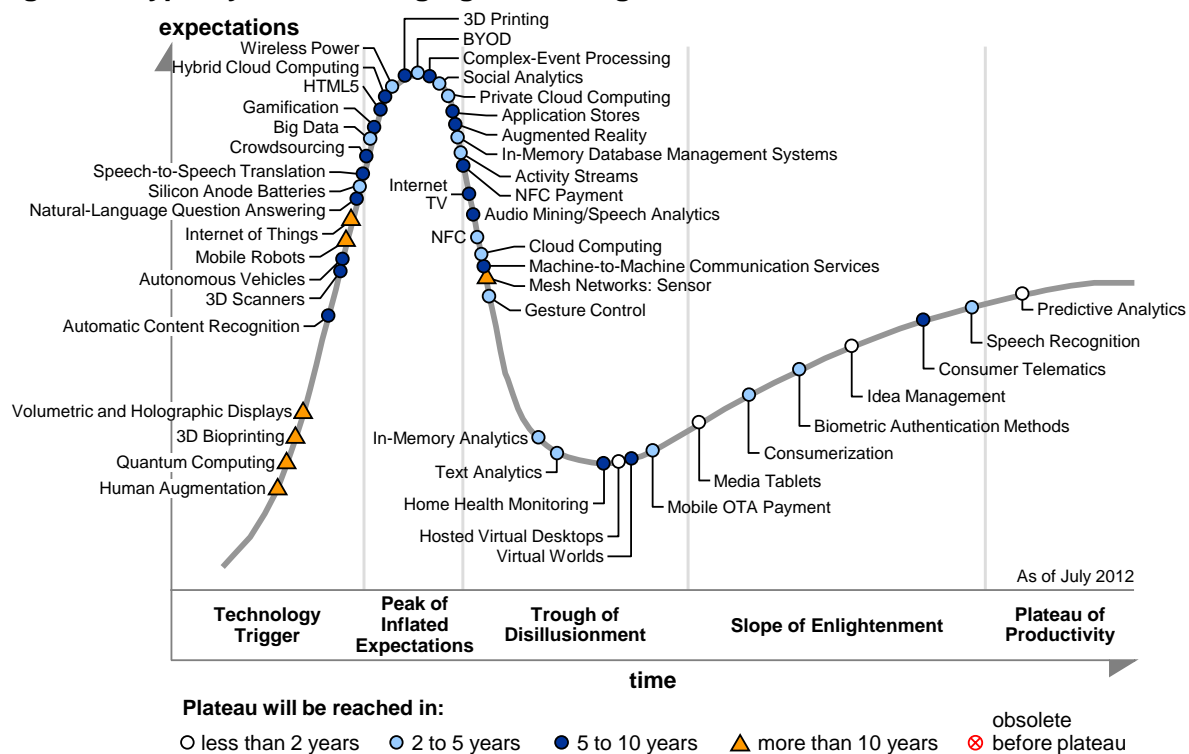 expectations
3D Printing
BYOD
Wireless Power
Complex-Event Processing
Hybrid Cloud Computing
Social Analytics
HTML5
Private Cloud Computing
Gamification
Application Stores
Big Data
Augmented Reality
Crowdsourcing
In-Memory Database Management Systems
Speech-to-Speech Translation
Activity Streams
Silicon Anode Batteries
Internet
TV
NFC Payment
Natural-Language Question Answering
Audio Mining/Speech Analytics
Internet of Things
NFC
Mobile Robots
Cloud Computing
Autonomous Vehicles
Machine-to-Machine Communication Services
3D Scanners
Mesh Networks: Sensor
Automatic Content Recognition
Gesture Control
Predictive Analytics
Speech Recognition
Consumer Telematics
Idea Management
Volumetric and Holographic Displays
Biometric Authentication Methods
3D Bioprinting
In-Memory Analytics
Consumerization
Quantum Computing
Text Analytics
Media Tablets
Human Augmentation
Home Health Monitoring
Mobile OTA Payment
Hosted Virtual Desktops
Virtual Worlds
As of July 2012
Technology
Trigger
Peak of
Inflated
Expectations
Trough of
Disillusionment
Slope of Enlightenment
Plateau of
Productivity
time
Plateau will be reached in:
less than 2 years
2 to 5 years
5 to 10 years
more than 10 years
obsolete
before plateau